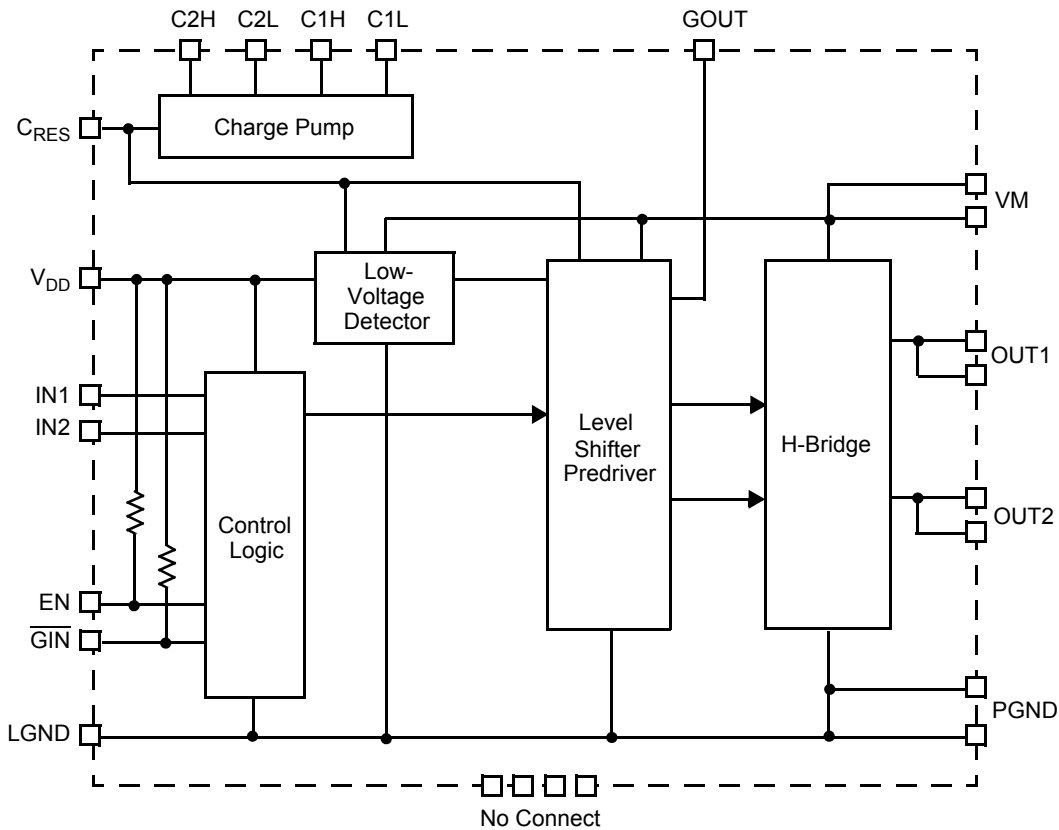 C2H C2L C1H C1L GOUT
CRES
Charge Pump
VM
VDD
Low-
Voltage
Detector
OUT1
IN1
IN2
Level
Shifter
Predriver
H-Bridge
Control
Logic
OUT2
EN
GIN
PGND
LGND
No Connect